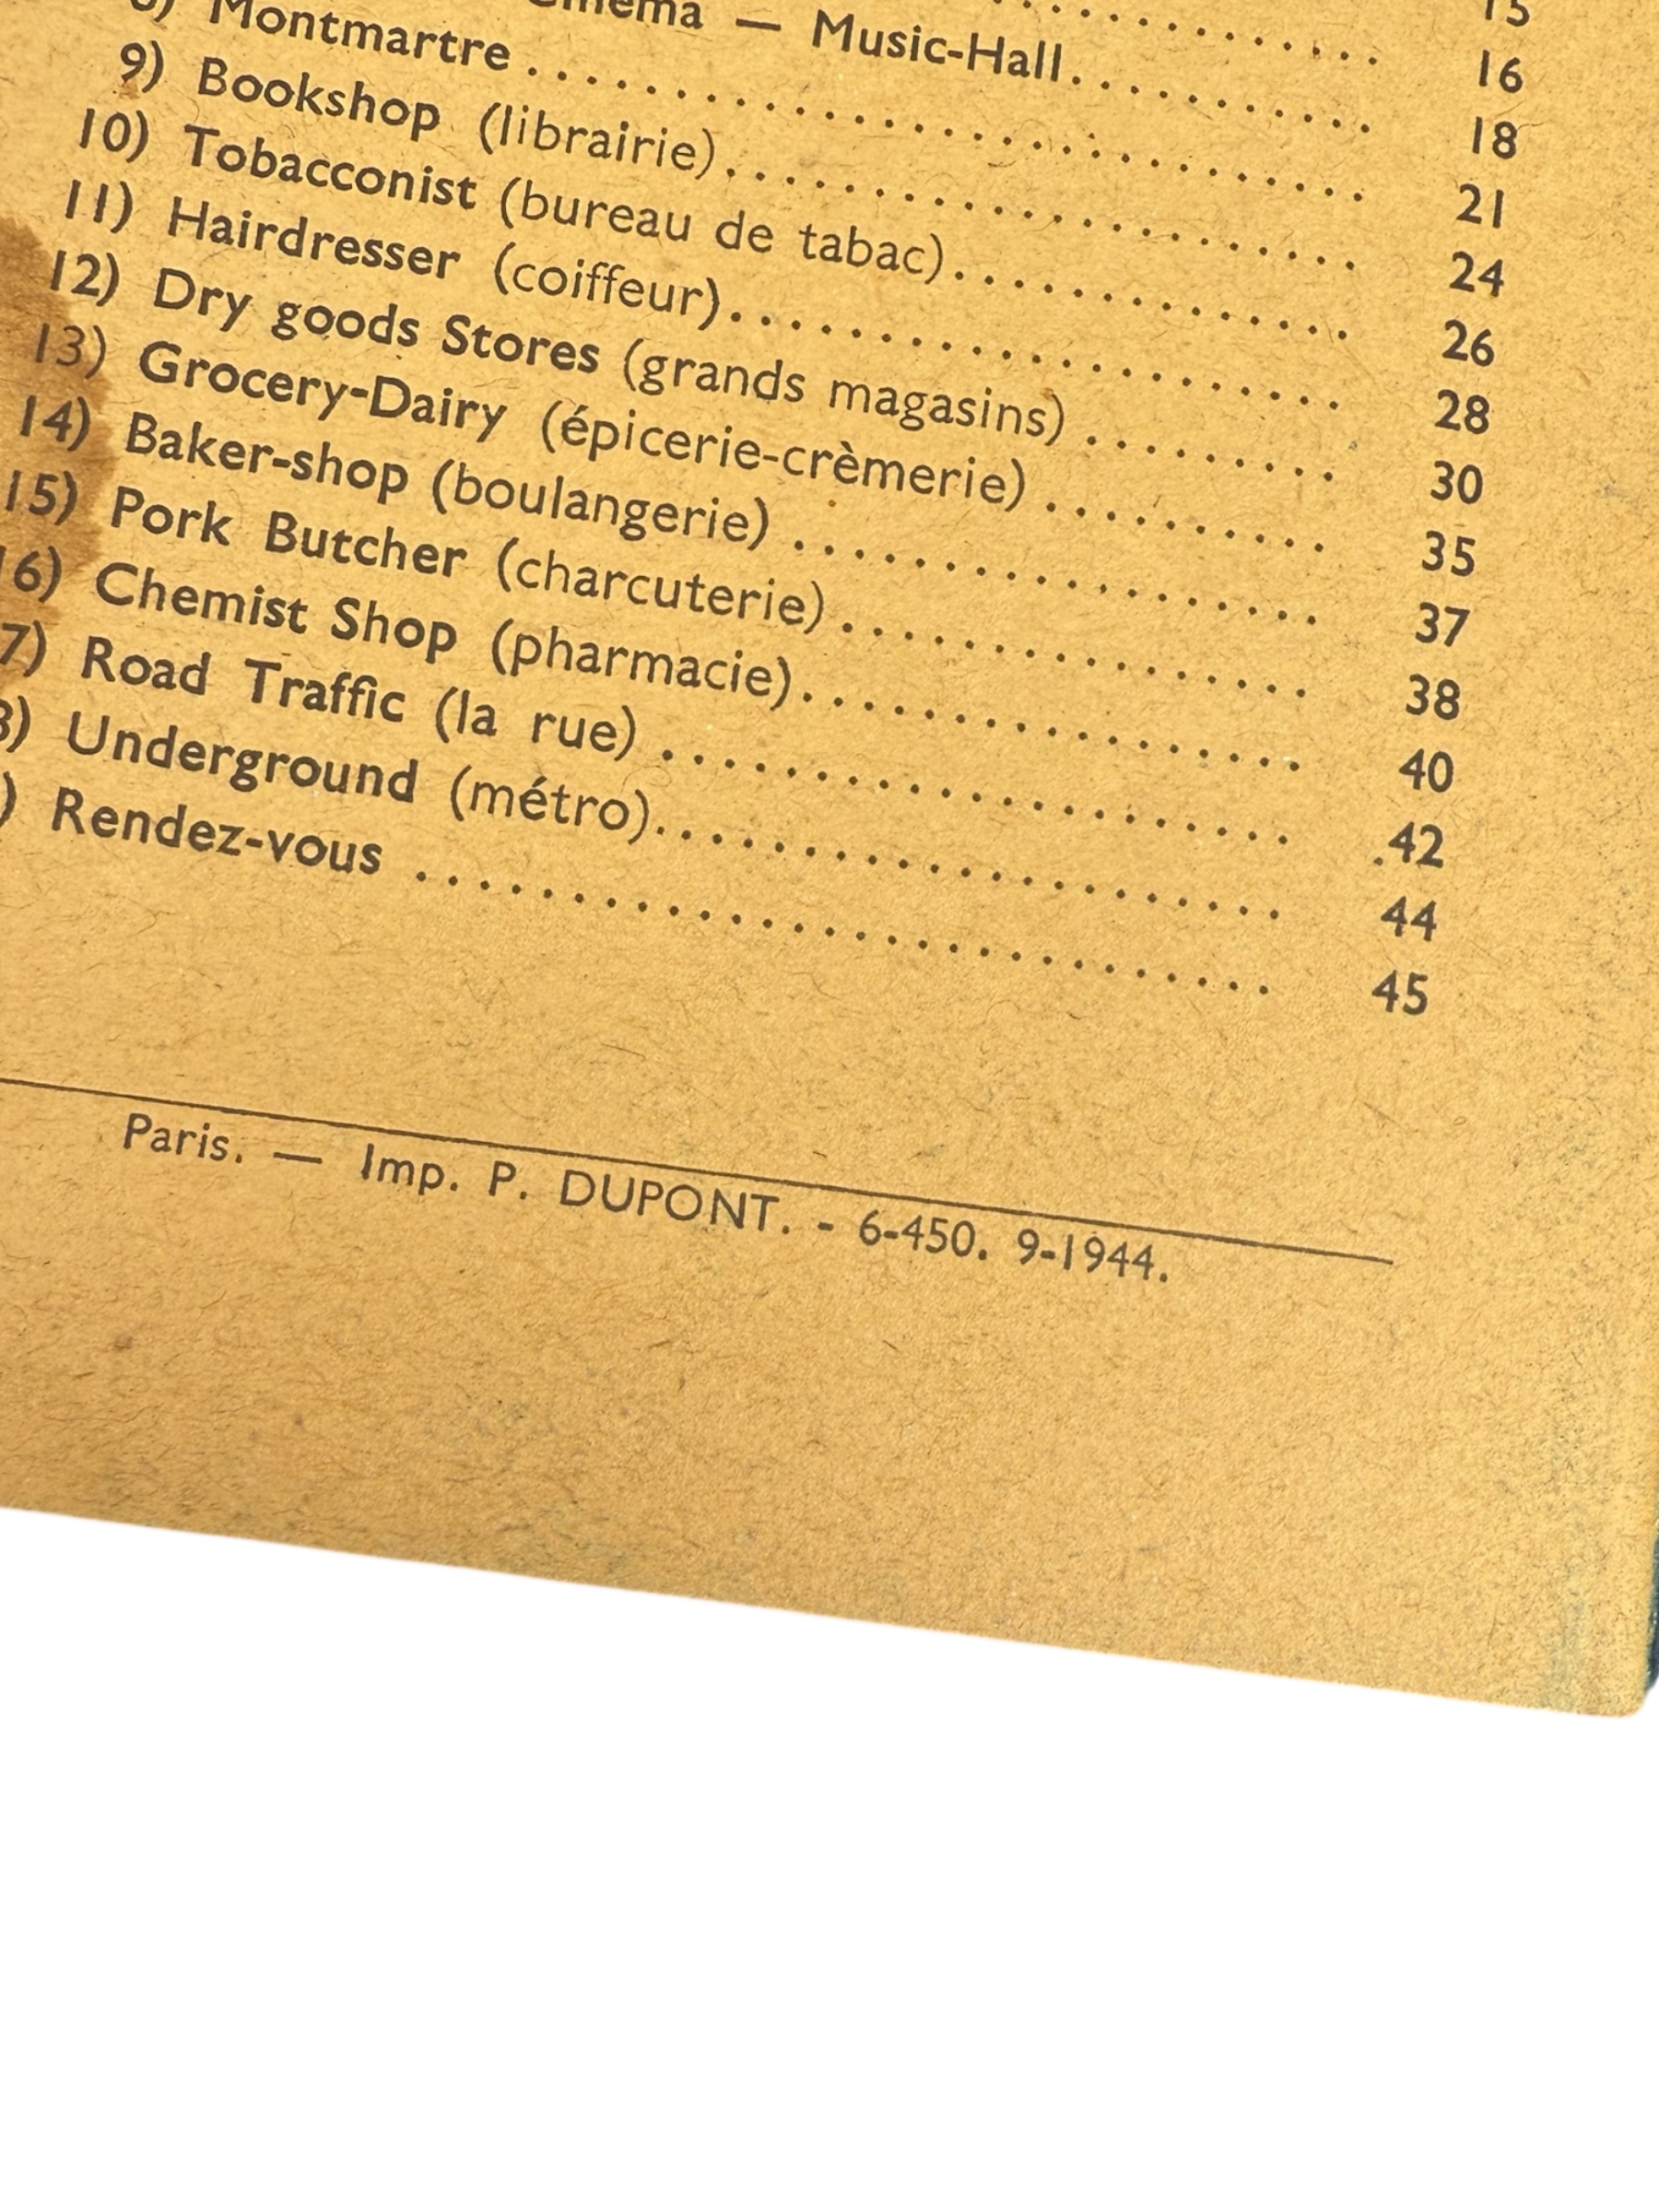 15
.......... 16
— Music-Hall.......... 18
Montmartre............................ 21
9) Bookshop (librairie).................... 24
10) Tobacconist (bureau de tabac)............. 26
11) Hairdresser (coiffeur).................... 28
12) Dry goods Stores (grands magasins)......... 30
13) Grocery-Dairy (épicerie-crèmerie).......... 35
14) Baker-shop (boulangerie)................. 37
15) Pork Butcher (charcuterie)................ 38
16) Chemist Shop (pharmacie)................. 40
7) Road Traffic (la rue)..................... .42
) Underground (métro)..................... 44
) Rendez-vous............................ 45
Paris. — Imp. P. DUPONT. - 6-450. 9-1944.